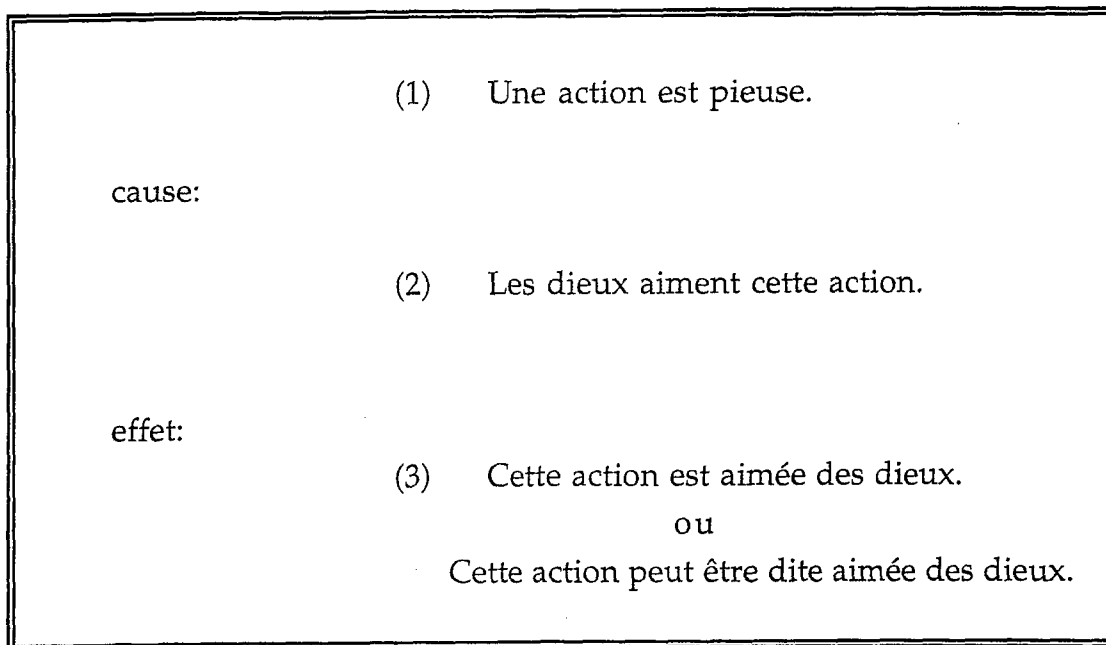 (1) Une action est pieuse.
cause:
(2) Les dieux aiment cette action.
effet:
(3) Cette action est aimée des dieux.
ou
Cette action peut être dite aimée des dieux.